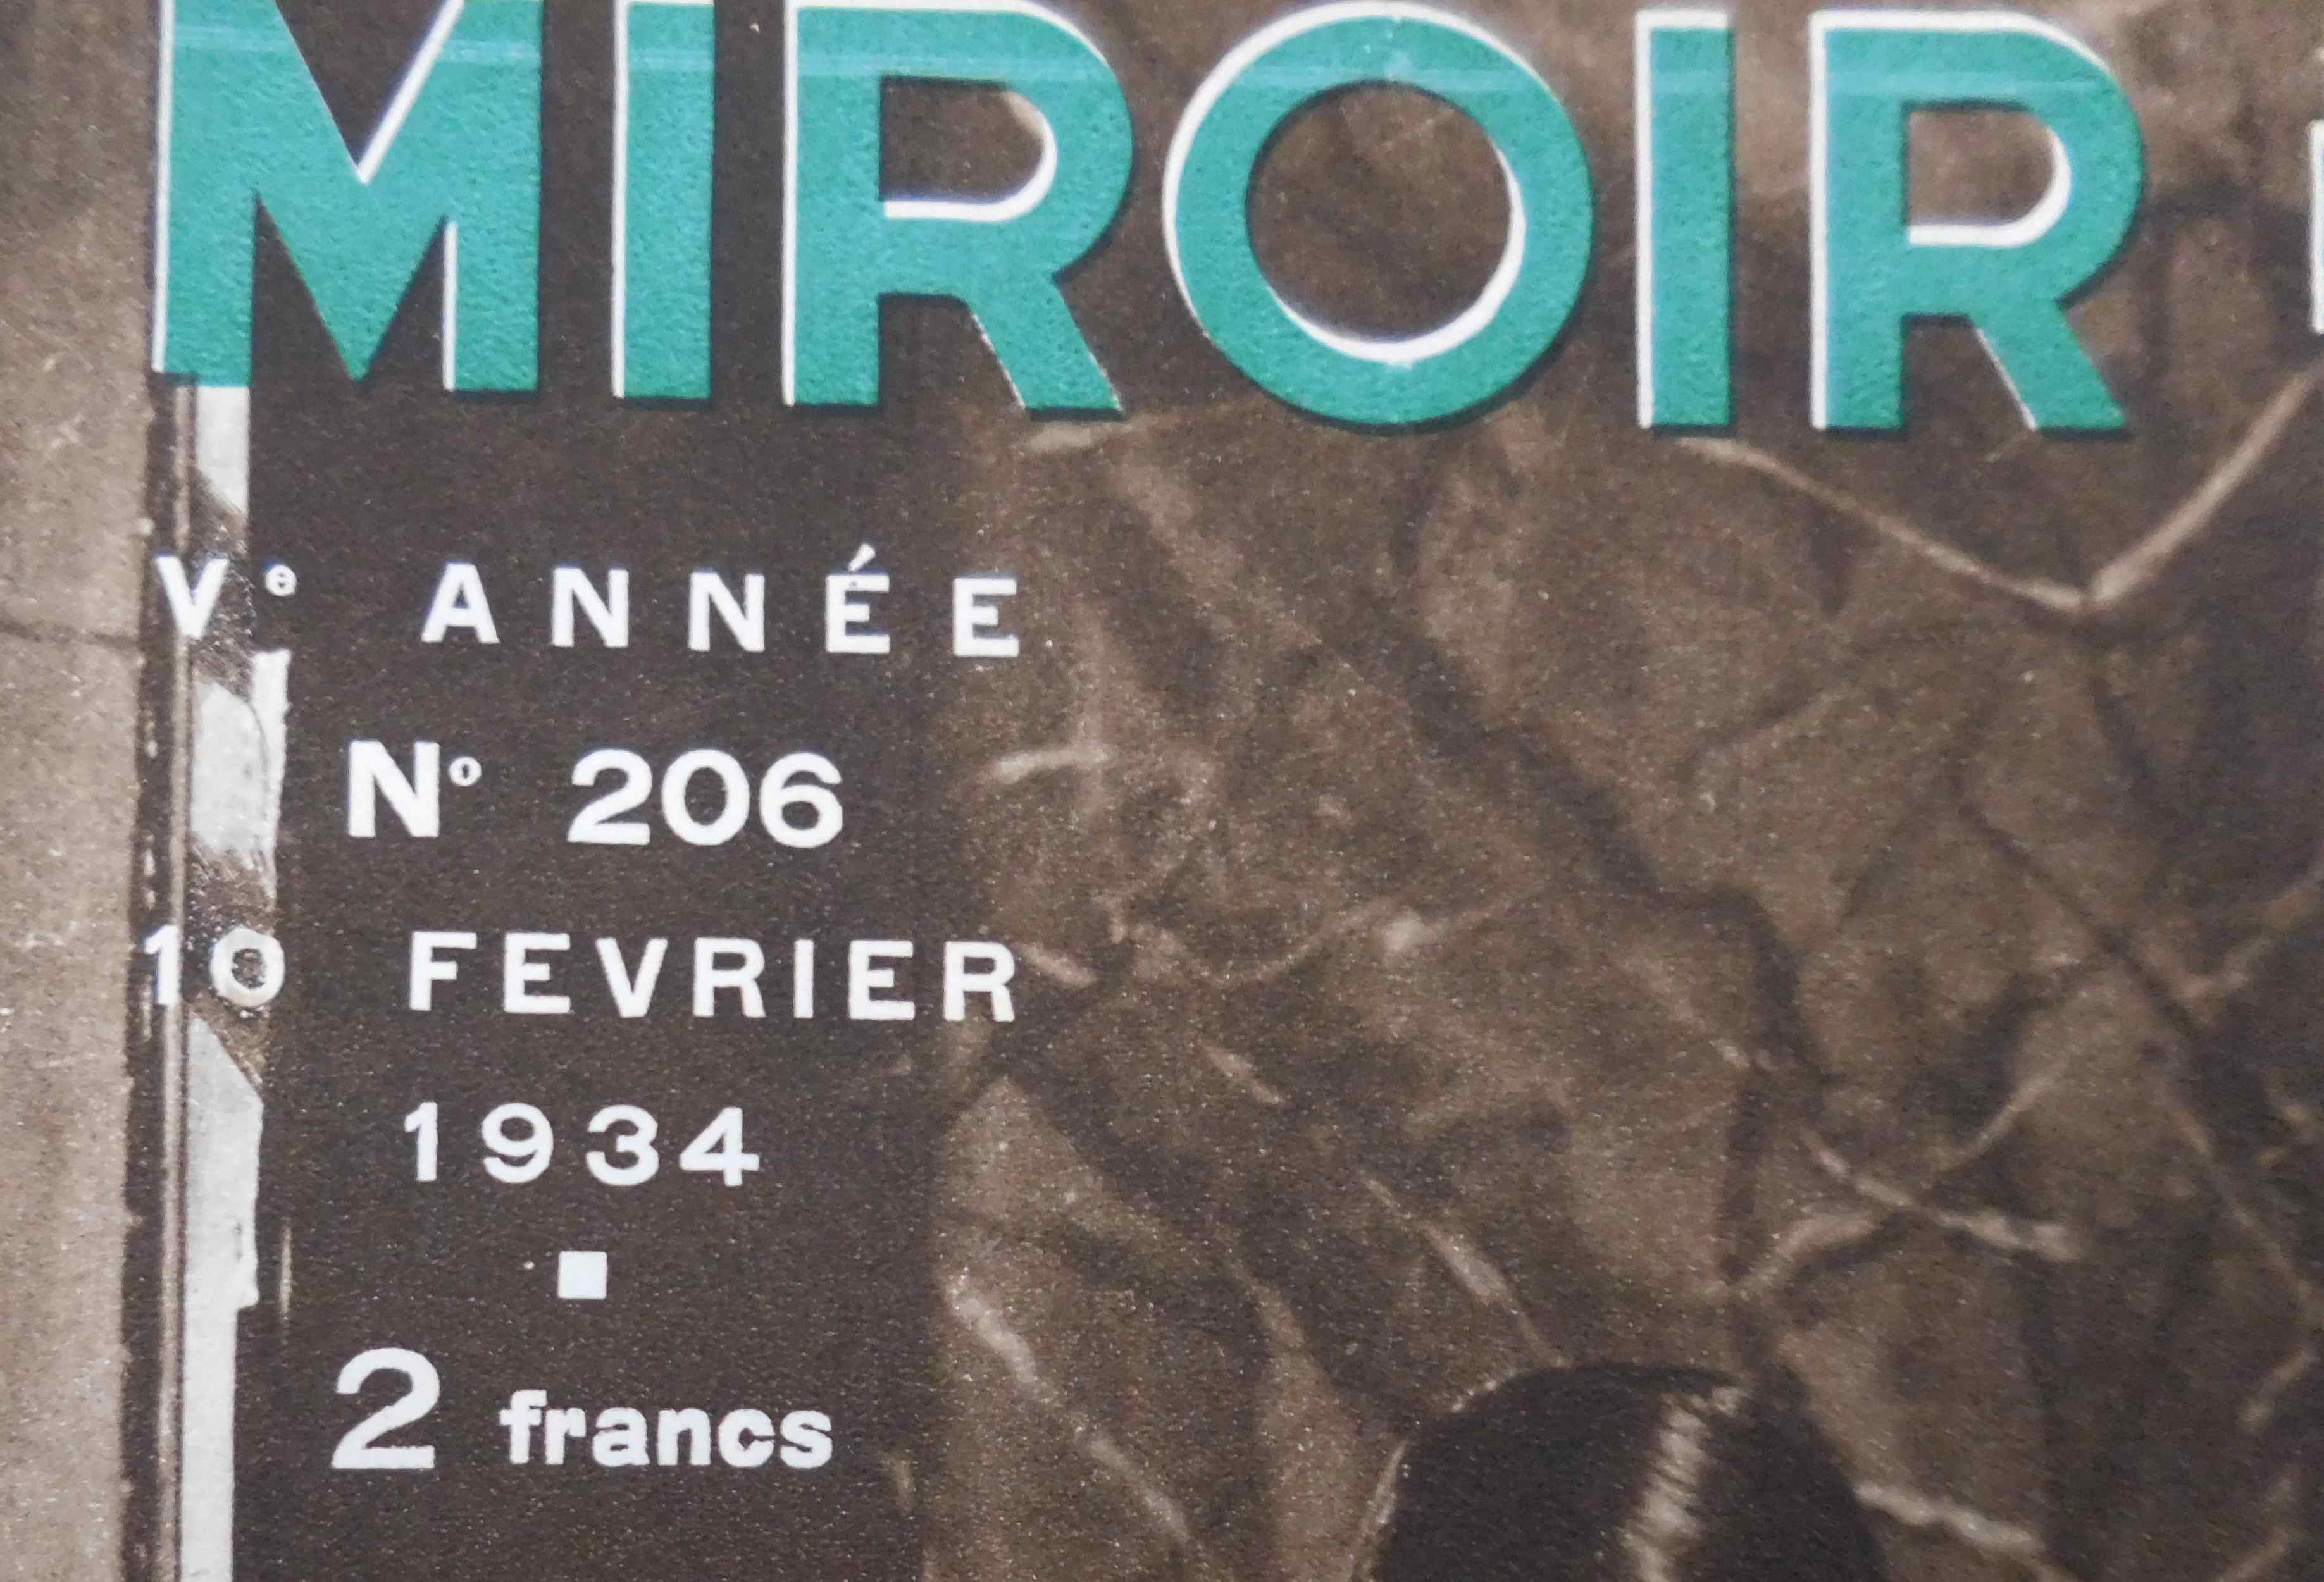 MIROIR
Vᵉ ANNÉE
Nº 206
10 FEVRIER
1934
2 francs